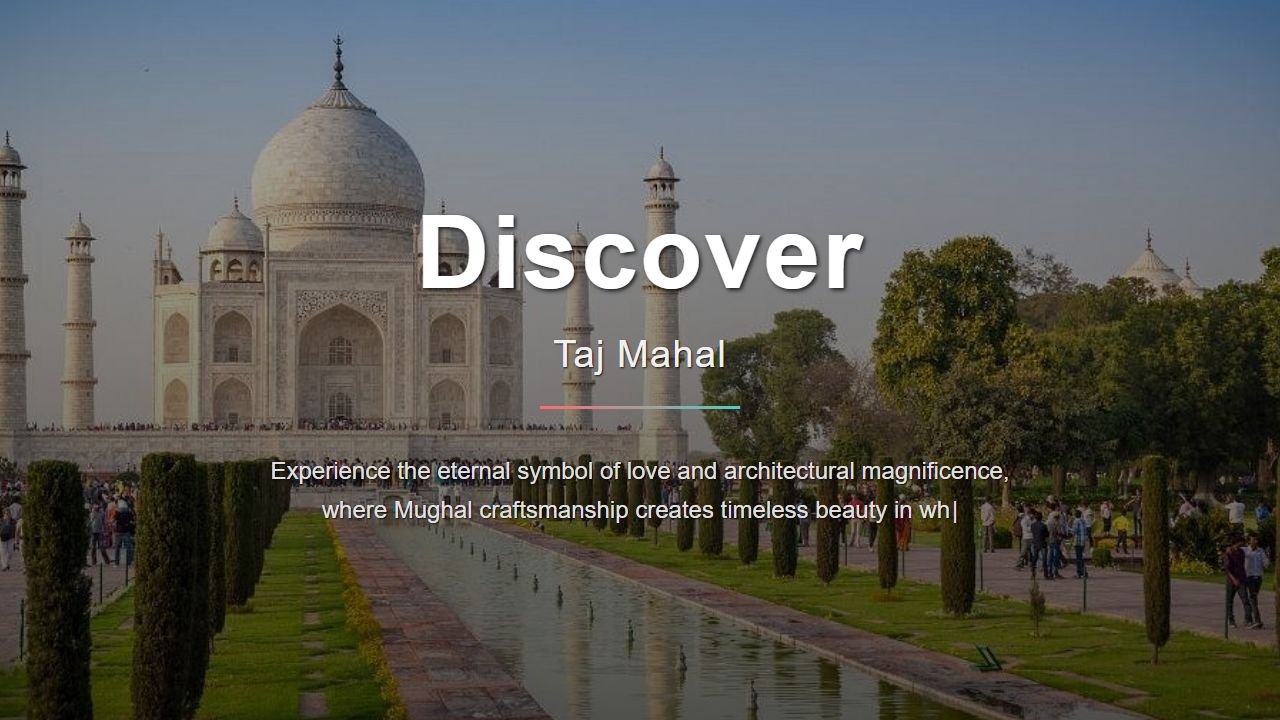 Discover
Taj Mahal
Experience the eternal symbol of love and architectural magnificence,
where Mughal craftsmanship creates timeless beauty in wh|